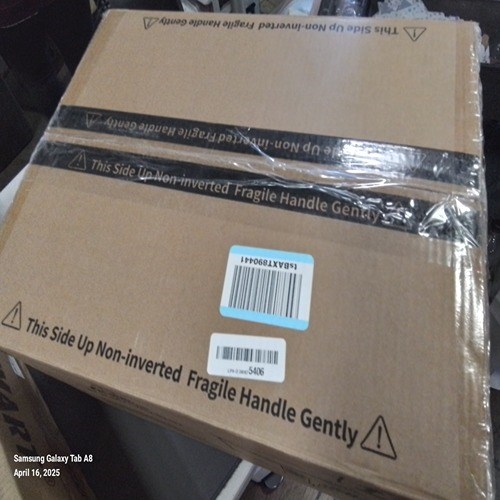 This Side Up Non-inverted Fragile Handle Gently
This Side Up Non-inverted Fragile Handle Gently
This Side Up Non-inverted Fragile Handle Gently
tsBAXT890441
5406
This Side Up Non-inverted Fragile Handle Gently
Samsung Galaxy Tab A8
April 16, 2025